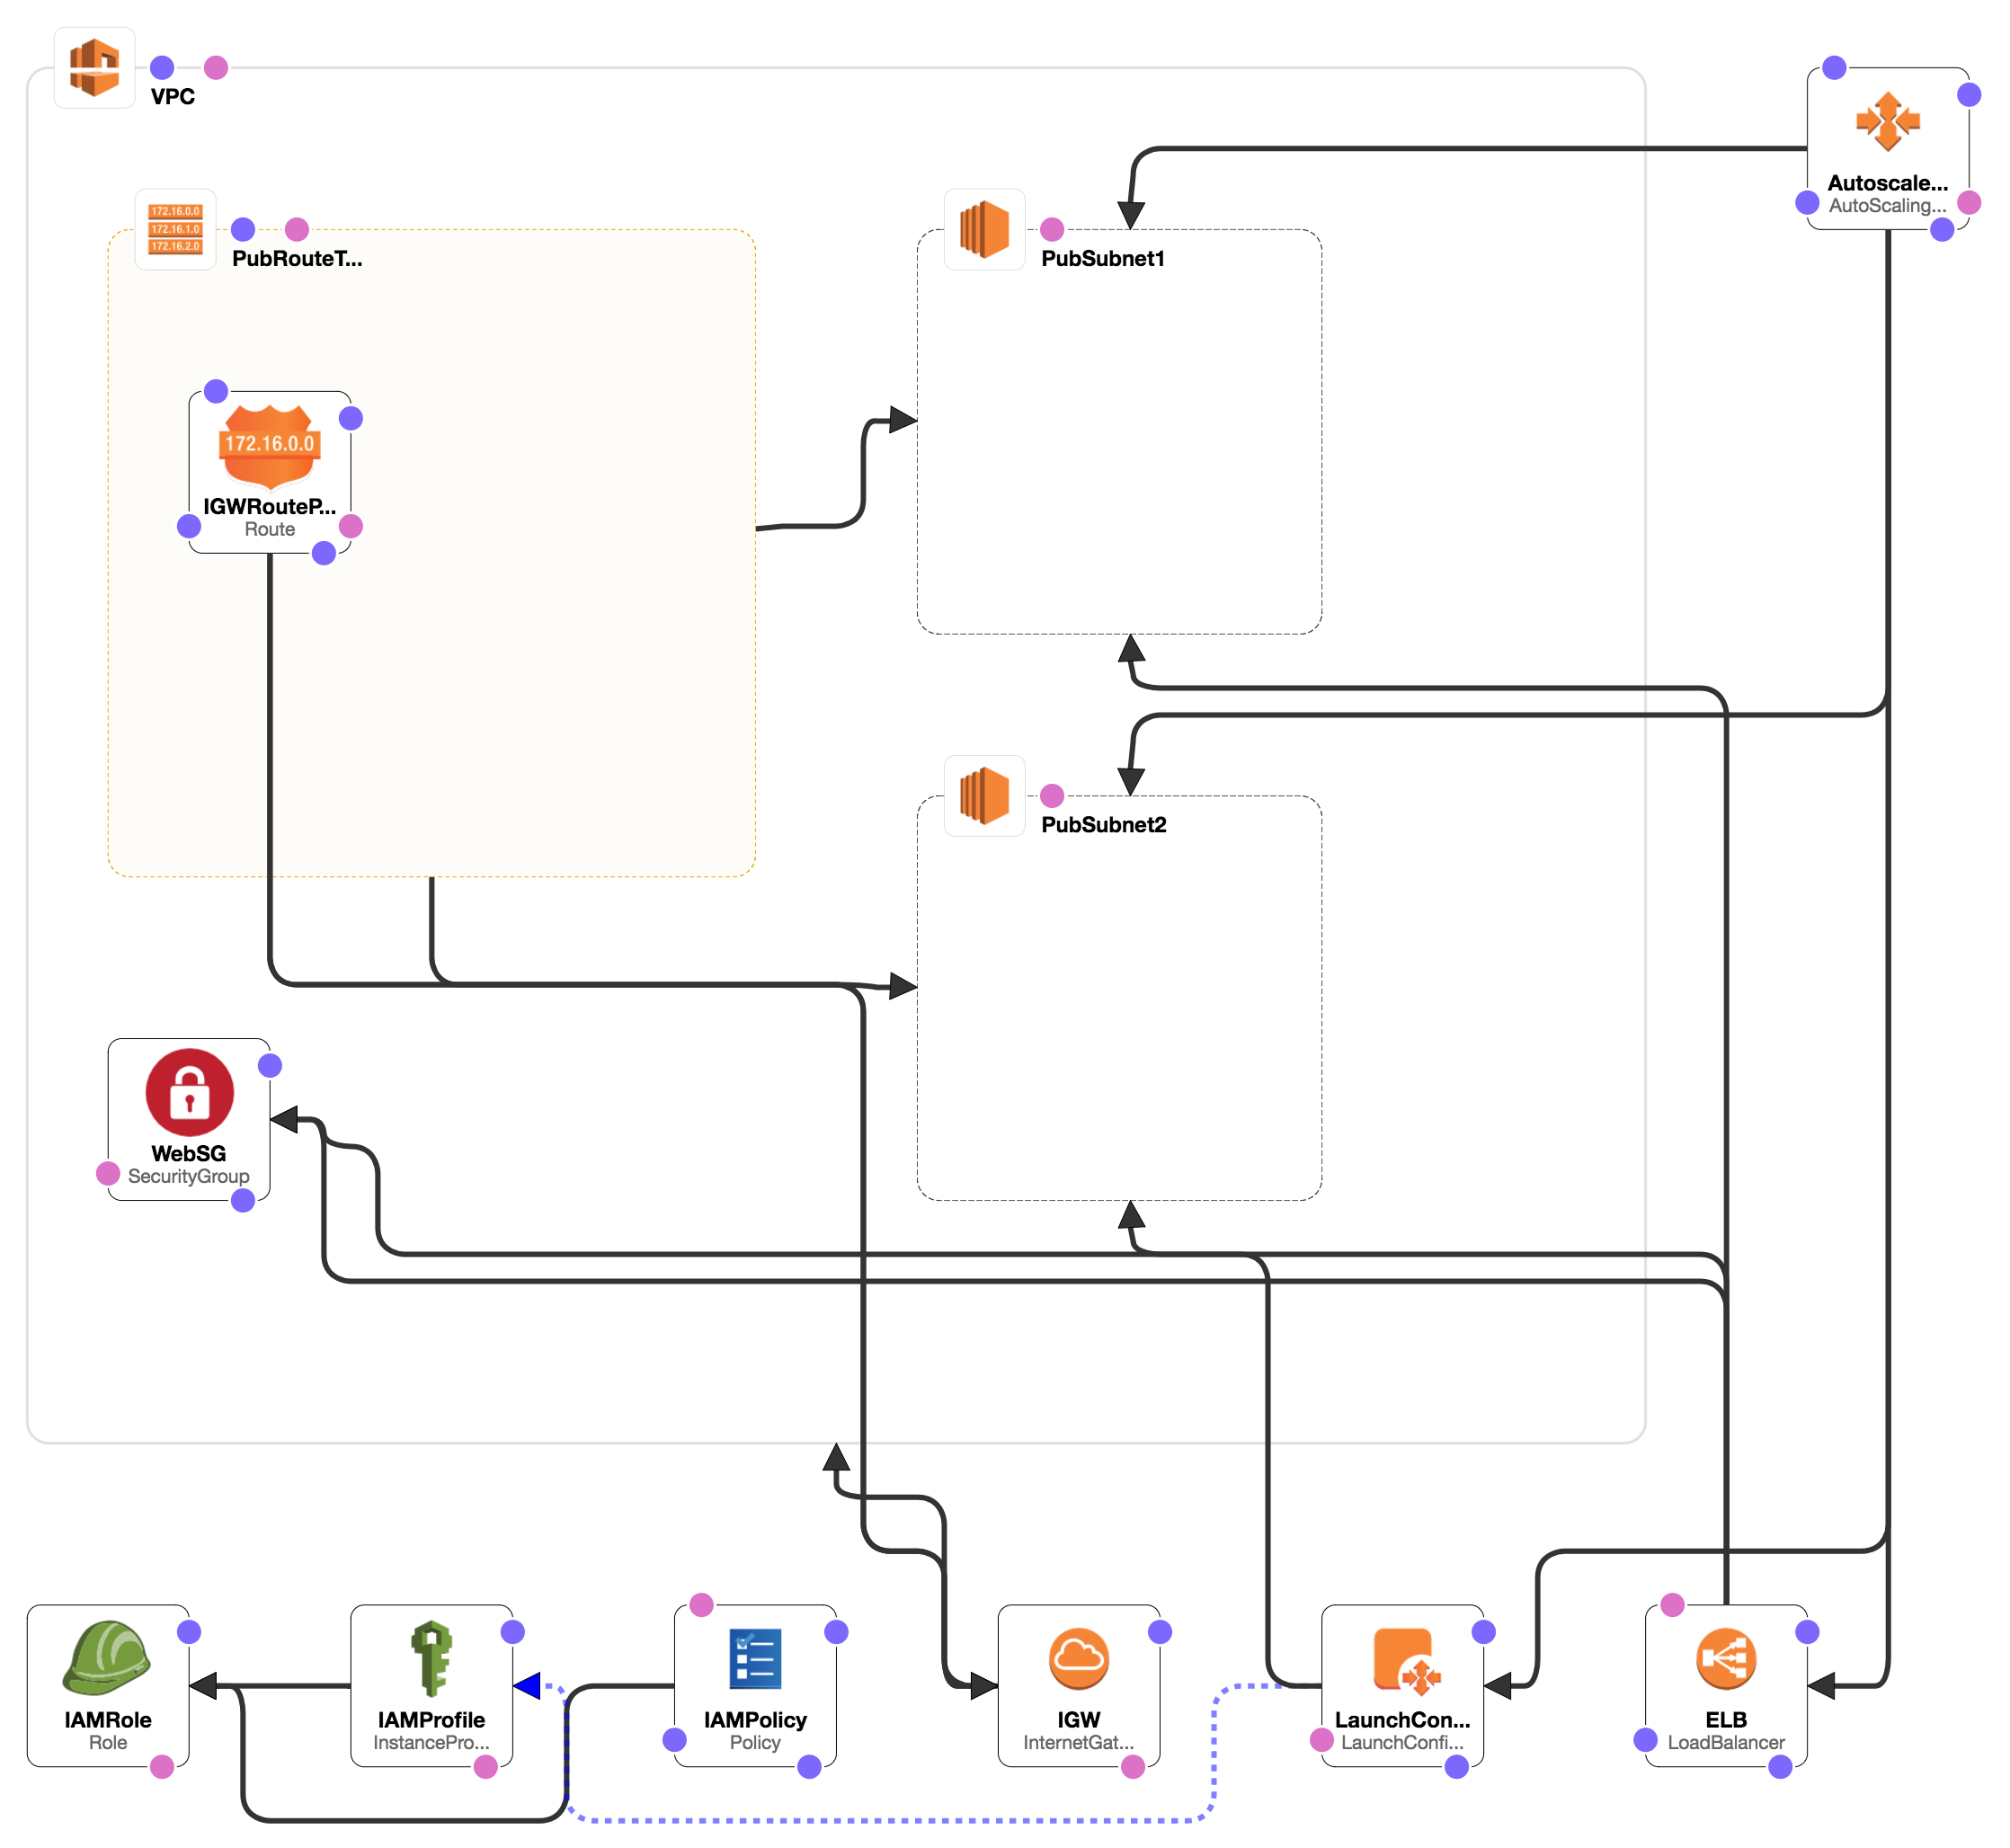 VPC
Autoscale...
AutoScaling...
172.16.0.0
172.16.1.0
172.16.2.0
PubRouteT...
PubSubnet1
172.16.0.0
IGWRouteP...
Route
PubSubnet2
WebSG
SecurityGroup
IAMRole
Role
IAMProfile
InstancePro...
IAMPolicy
Policy
IGW
InternetGat...
LaunchCon...
LaunchConfi...
ELB
LoadBalancer